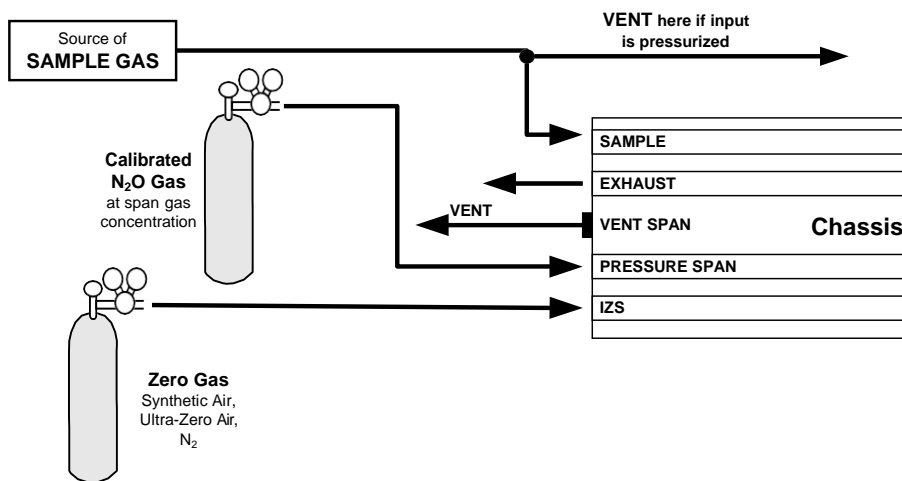 Source of
SAMPLE GAS
VENT here if input
is pressurized
Calibrated
N₂O Gas
at span gas
concentration
SAMPLE
EXHAUST
VENT
VENT SPAN
Chassis
PRESSURE SPAN
IZS
Zero Gas
Synthetic Air,
Ultra-Zero Air,
N₂